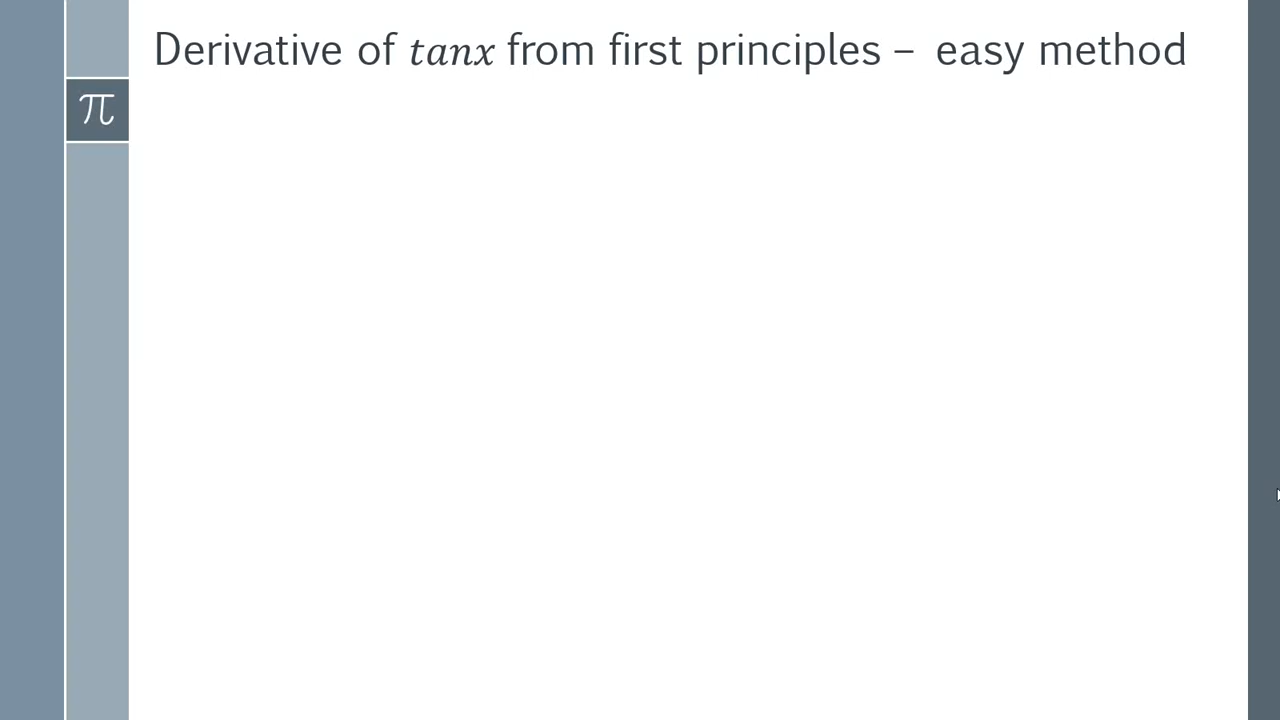 Derivative of tanx from first principles – easy method
π